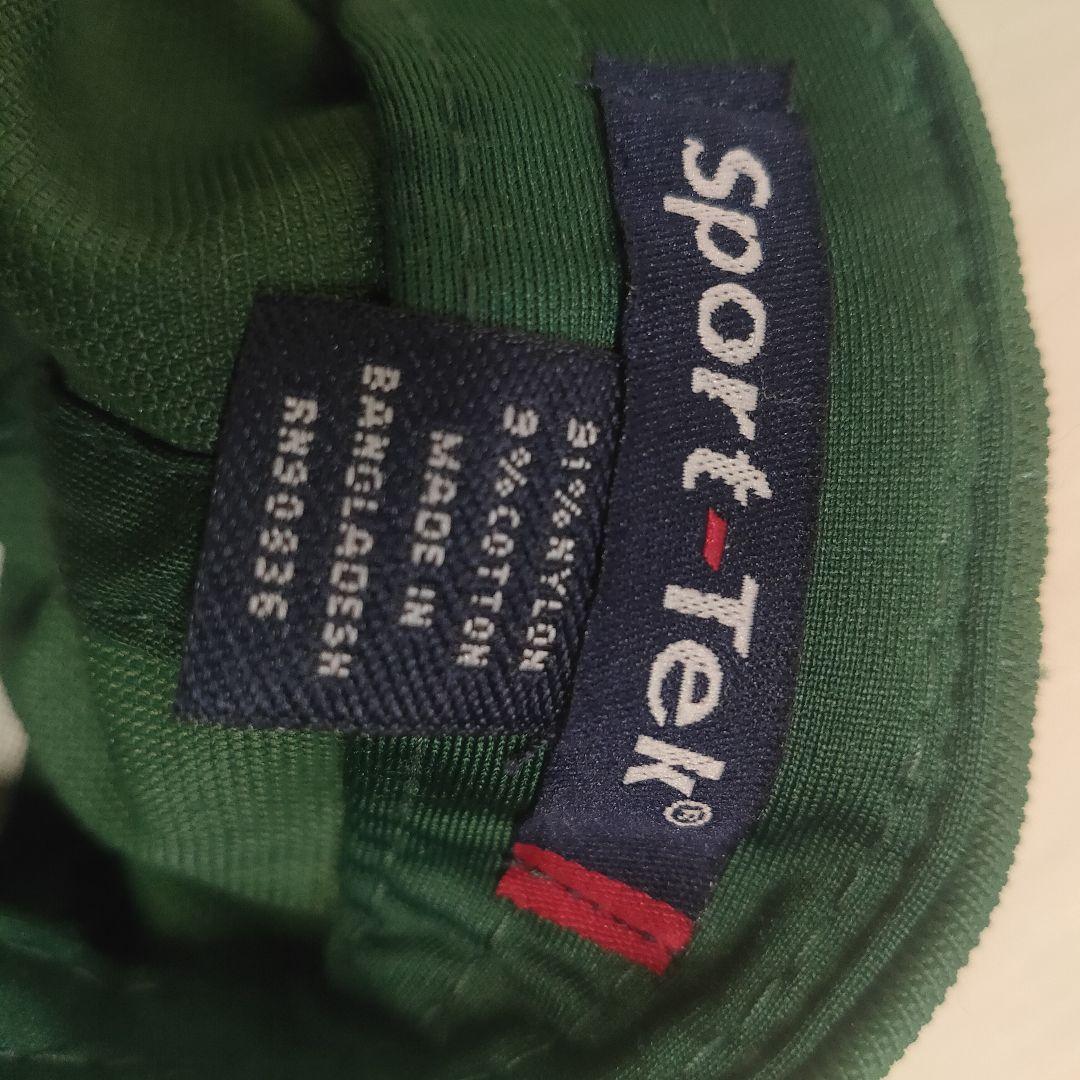 Sport-Tek®
91%NYLON
9%COTTON
MADE IN
BANGLADESH
RN90836